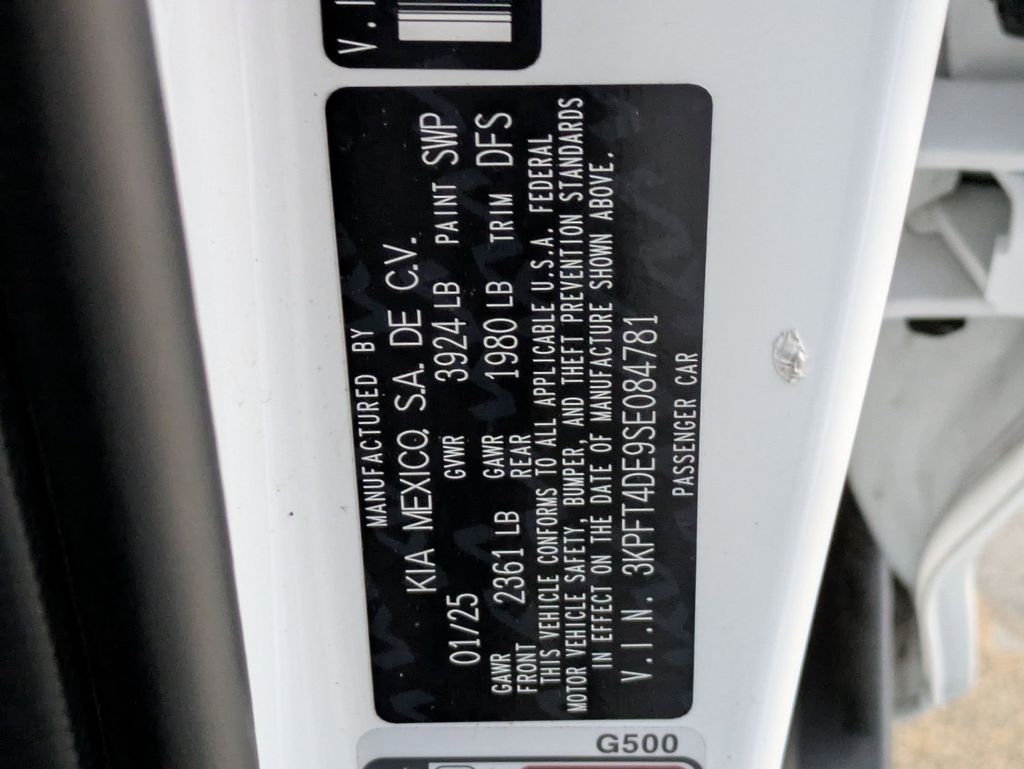 V.I
MANUFACTURED BY
KIA MEXICO, S.A. DE C.V.
01/25 GVWR 3924 LB PAINT SWP
GAWR FRONT 2361 LB GAWR REAR 1980 LB TRIM DFS
THIS VEHICLE CONFORMS TO ALL APPLICABLE U.S.A. FEDERAL
MOTOR VEHICLE SAFETY, BUMPER, AND THEFT PREVENTION STANDARDS
IN EFFECT ON THE DATE OF MANUFACTURE SHOWN ABOVE.
V.I.N. 3KPFT4DE9SE084781
PASSENGER CAR
G500